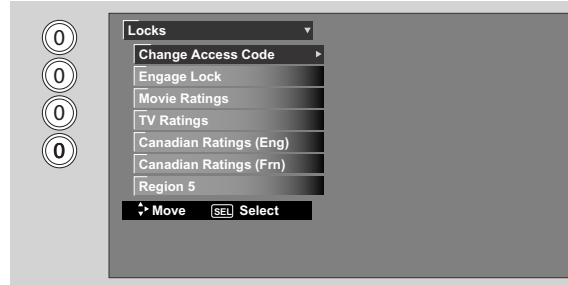 0
0
0
0
Locks
Change Access Code
Engage Lock
Movie Ratings
TV Ratings
Canadian Ratings (Eng)
Canadian Ratings (Frn)
Region 5
Move SEL Select